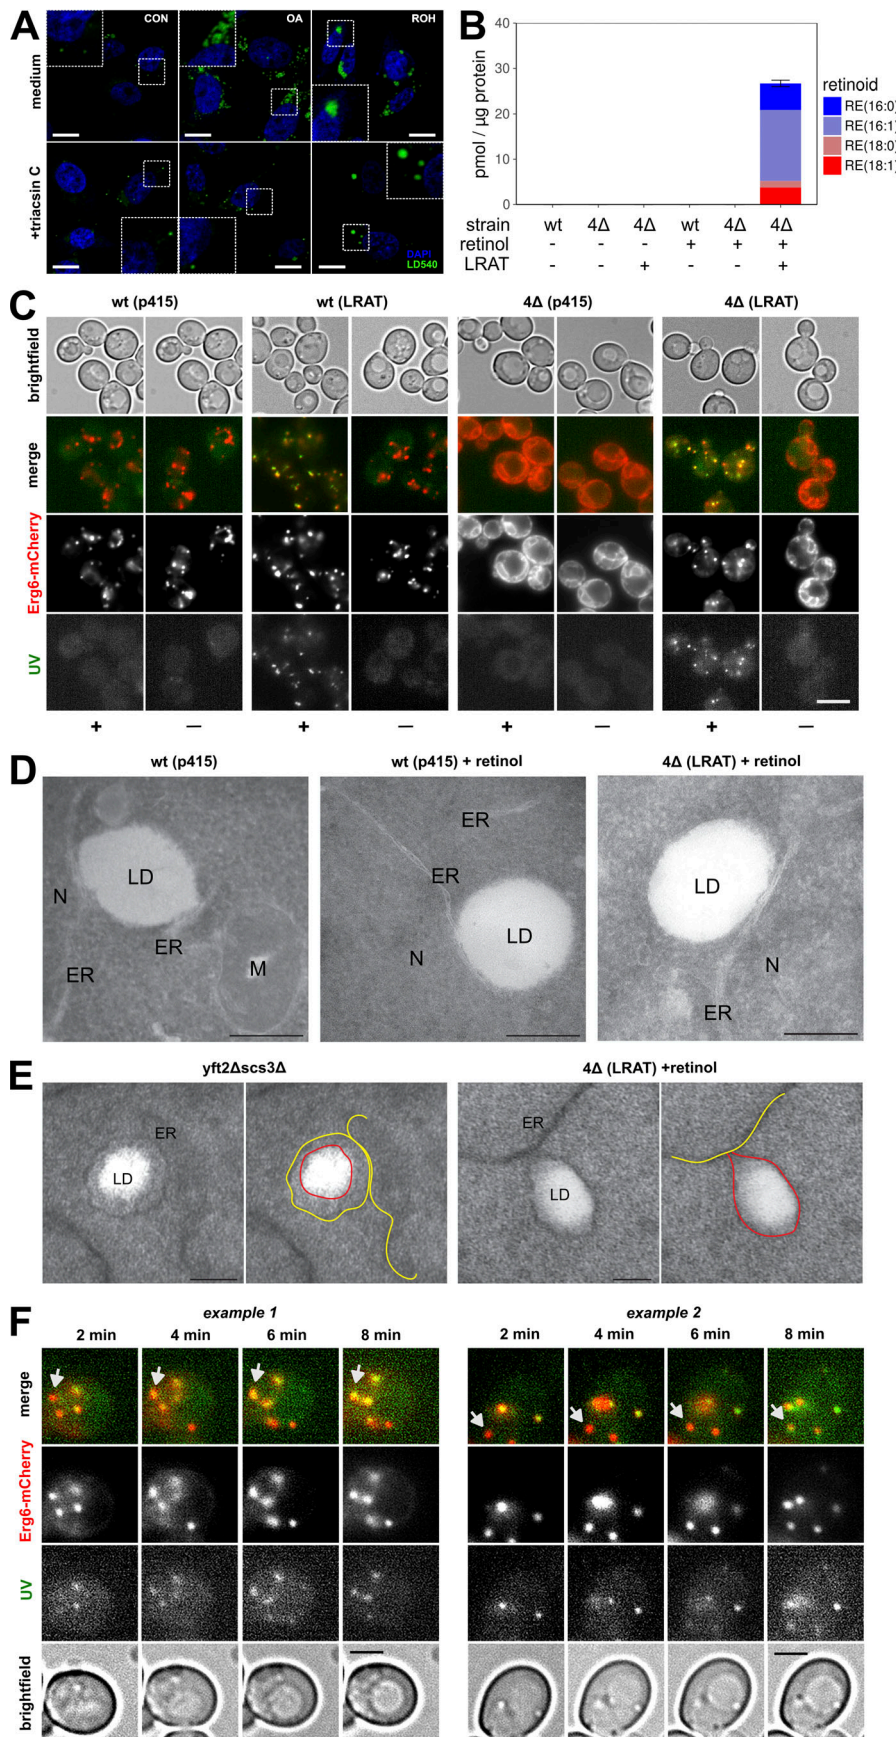 A
CON
OA
ROH
medium
+triacsin C
DAPI
LD540
B
40
30
20
10
0
pmol / µg protein
retinoid
RE(16:0)
RE(16:1)
RE(18:0)
RE(18:1)
strain wt 4Δ 4Δ wt 4Δ 4Δ
retinol - - - + + +
LRAT - - + - - +
C
wt (p415)
wt (LRAT)
4Δ (p415)
4Δ (LRAT)
brightfield
merge
Erg6-mCherry
UV
+ — + — + — + —
D
wt (p415)
wt (p415) + retinol
4Δ (LRAT) + retinol
LD
N
ER
ER
M
ER
ER
LD
N
LD
N
ER
E
yft2Δscs3Δ
4Δ (LRAT) +retinol
ER
LD
ER
LD
F
example 1
example 2
2 min 4 min 6 min 8 min
2 min 4 min 6 min 8 min
merge
Erg6-mCherry
UV
brightfield